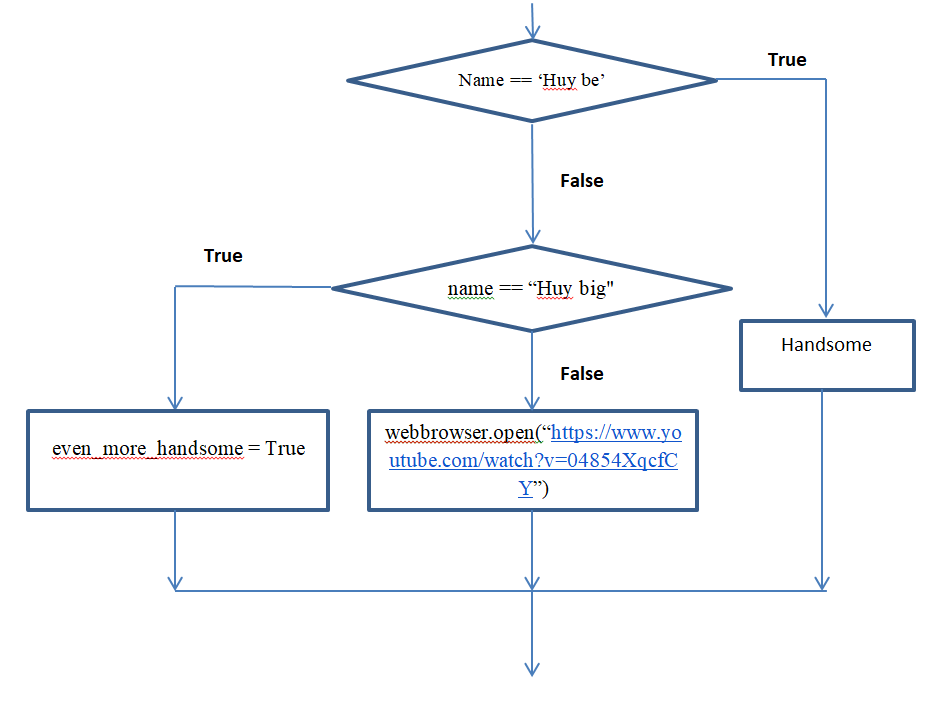 True
Name == ‘Huy be’
False
True
name == “Huy big"
Handsome
False
even_more_handsome = True
webbrowser.open(“https://www.yo
utube.com/watch?v=04854XqcfC
Y”)